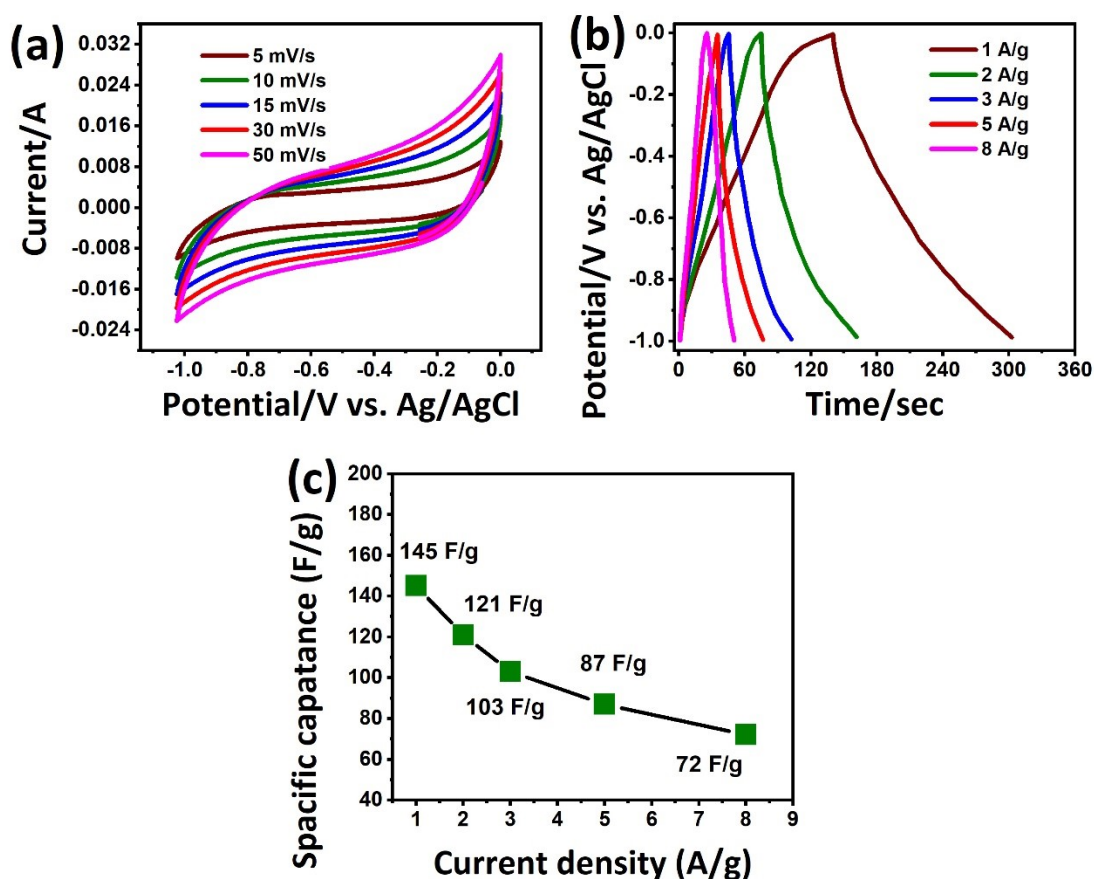 (a)
0.032
0.024
0.016
0.008
0.000
-0.008
-0.016
-0.024
Current/A
5 mV/s
10 mV/s
15 mV/s
30 mV/s
50 mV/s
-1.0 -0.8 -0.6 -0.4 -0.2 0.0
Potential/V vs. Ag/AgCl
(b)
0.0
-0.2
-0.4
-0.6
-0.8
-1.0
Potential/V vs. Ag/AgCl
1 A/g
2 A/g
3 A/g
5 A/g
8 A/g
0 60 120 180 240 300 360
Time/sec
(c)
200
180
160
140
120
100
80
60
40
Spacific capatance (F/g)
145 F/g
121 F/g
103 F/g
87 F/g
72 F/g
1 2 3 4 5 6 7 8 9
Current density (A/g)